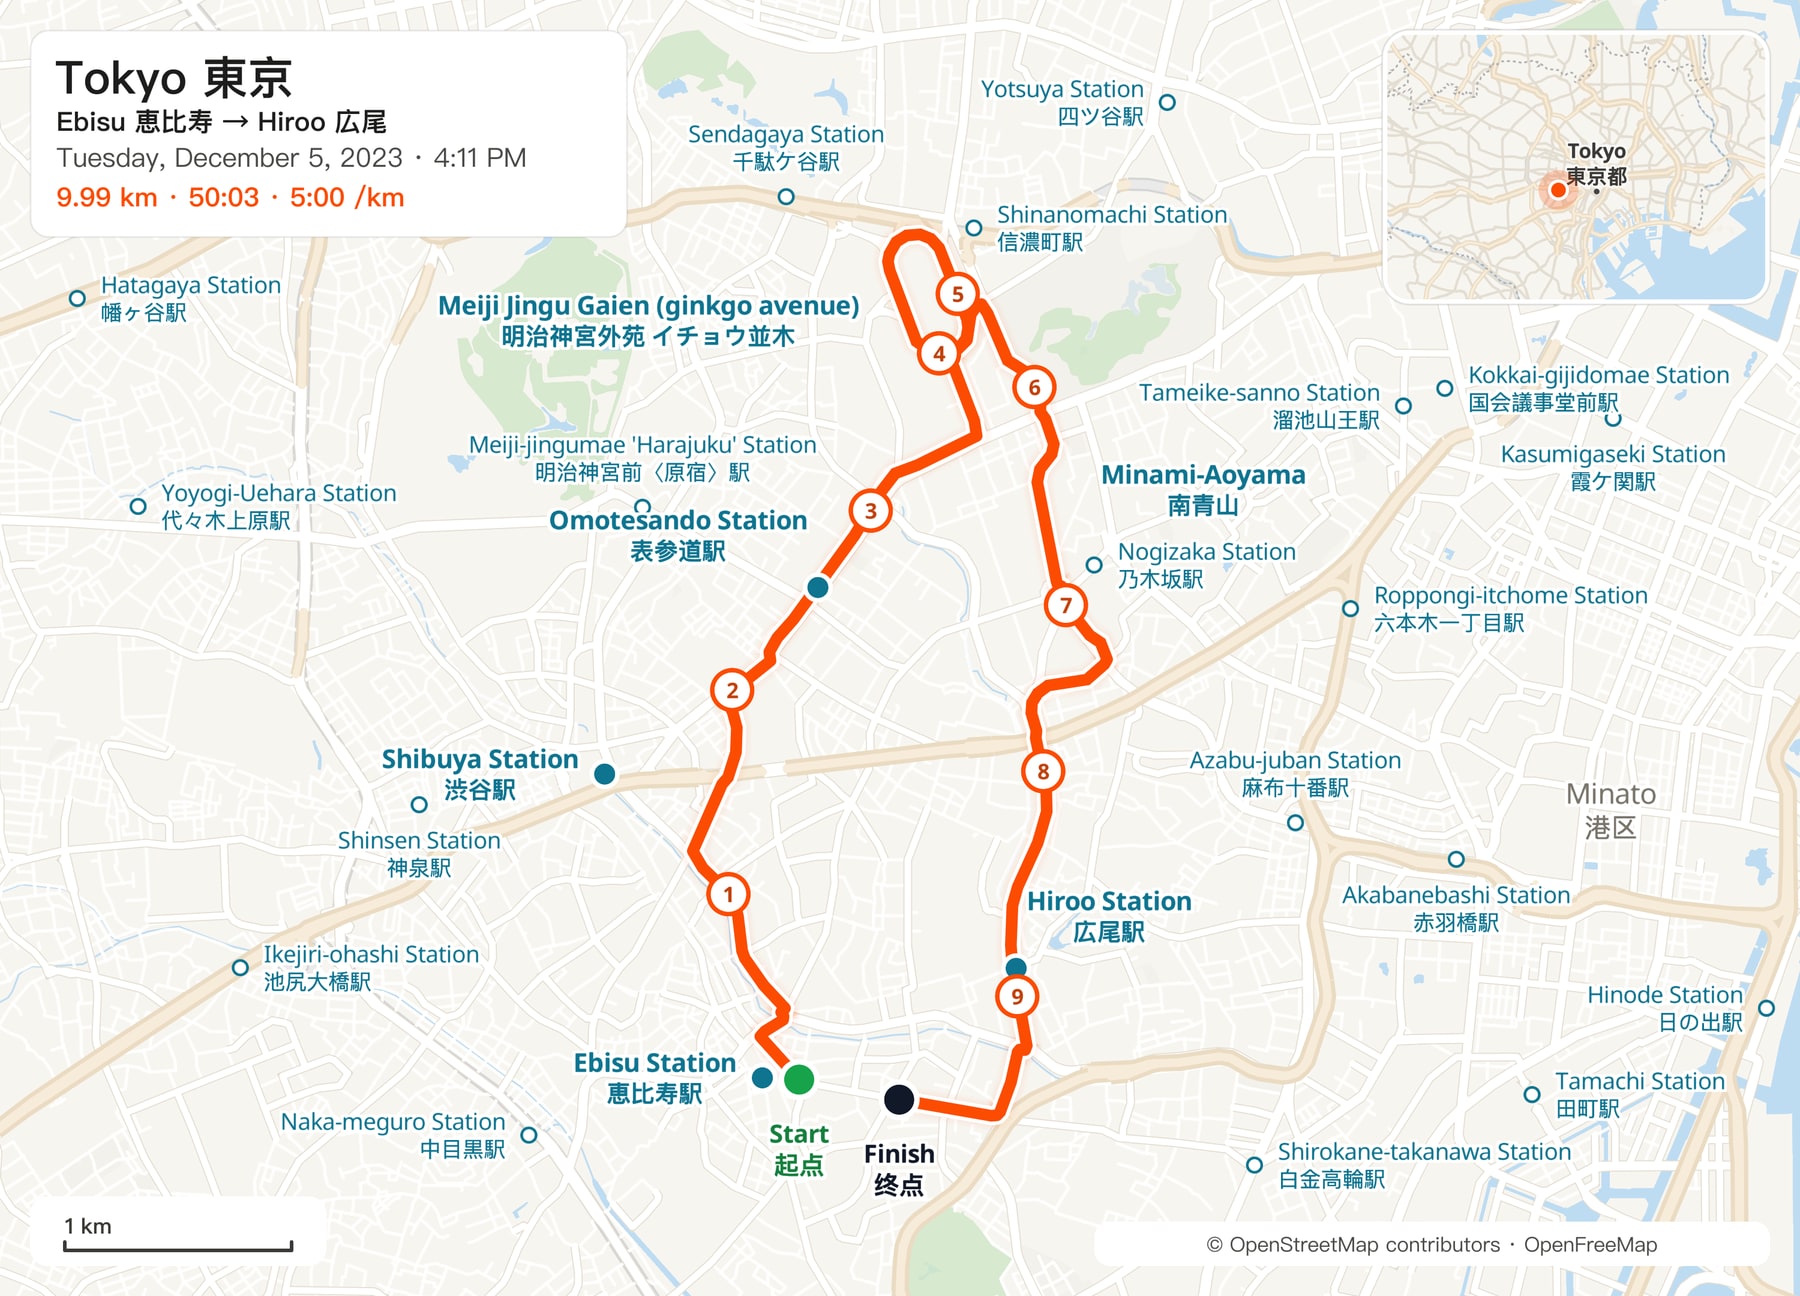 Tokyo 東京
Ebisu 恵比寿 → Hiroo 広尾
Tuesday, December 5, 2023 · 4:11 PM
9.99 km · 50:03 · 5:00 /km
Yotsuya Station
四ツ谷駅
Sendagaya Station
千駄ケ谷駅
Tokyo
東京都
Shinanomachi Station
信濃町駅
Hatagaya Station
幡ヶ谷駅
Meiji Jingu Gaien (ginkgo avenue)
明治神宮外苑 イチョウ並木
5
4
6
Tameike-sanno Station
溜池山王駅
Kokkai-gijidomae Station
国会議事堂前駅
Meiji-jingumae 'Harajuku' Station
明治神宮前〈原宿〉駅
Kasumigaseki Station
霞ケ関駅
Minami-Aoyama
南青山
Yoyogi-Uehara Station
代々木上原駅
3
Omotesando Station
表参道駅
Nogizaka Station
乃木坂駅
7
Roppongi-itchome Station
六本木一丁目駅
2
Shibuya Station
渋谷駅
8
Azabu-juban Station
麻布十番駅
Minato
港区
Shinsen Station
神泉駅
1
Hiroo Station
広尾駅
Akabanebashi Station
赤羽橋駅
Ikejiri-ohashi Station
池尻大橋駅
9
Hinode Station
日の出駅
Ebisu Station
恵比寿駅
Tamachi Station
田町駅
Naka-meguro Station
中目黒駅
Start
起点
Finish
终点
Shirokane-takanawa Station
白金高輪駅
1 km
© OpenStreetMap contributors · OpenFreeMap